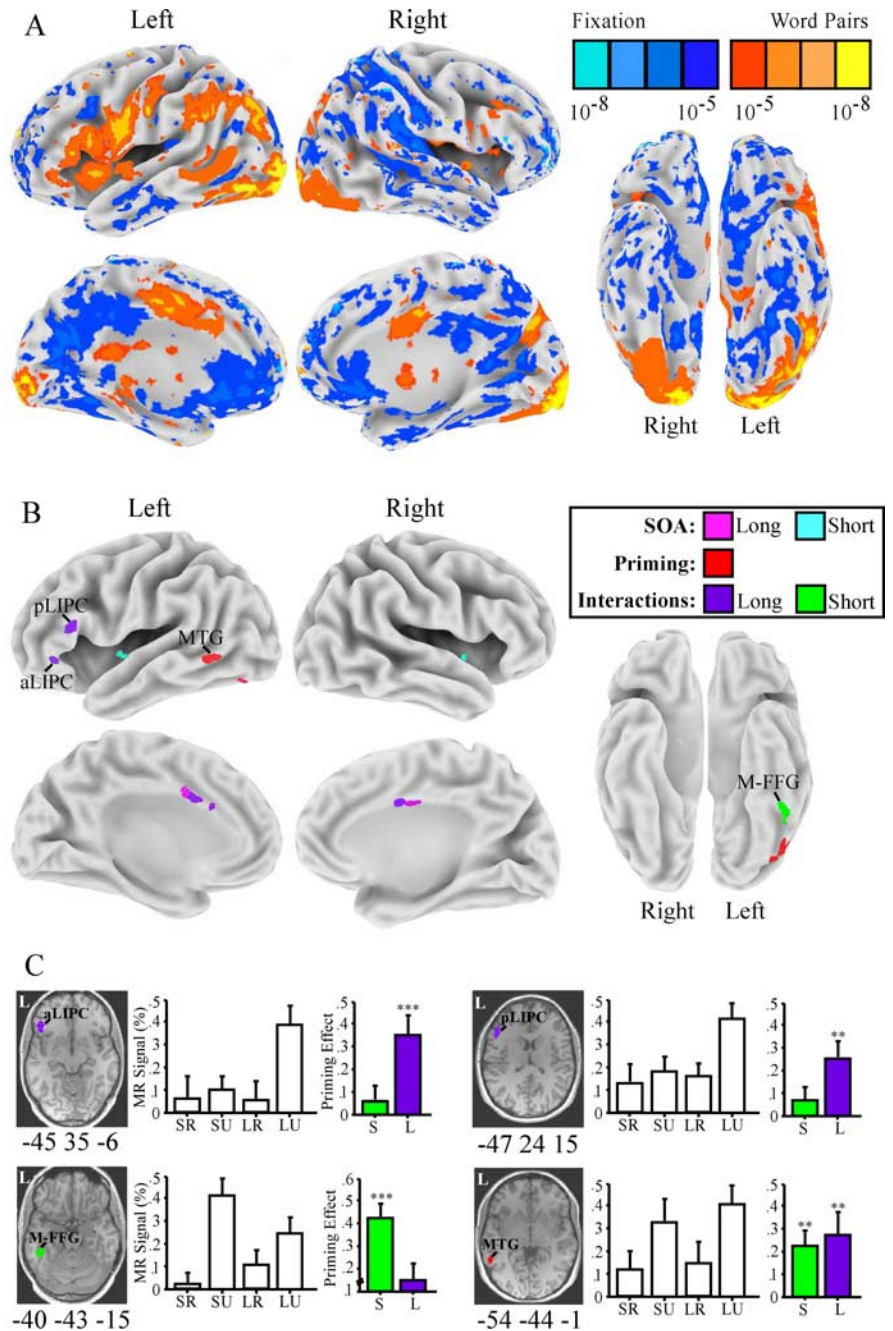 A
Left
Right
Fixation
Word Pairs
10-8
10-5
10-5
10-8
Right
Left
B
Left
Right
SOA: Long Short
Priming:
Interactions: Long Short
pLIPC
aLIPC
MTG
M-FFG
Right
Left
C
L
aLIPC
-45 35 -6
MR Signal (%)
.5
.4
.3
.2
.1
0
SR SU LR LU
Priming Effect
.5
.4
.3
.2
.1
0
***
S L
L
pLIPC
-47 24 15
.5
.4
.3
.2
.1
0
SR SU LR LU
.5
.4
.3
.2
.1
0
**
S L
L
M-FFG
-40 -43 -15
MR Signal (%)
.5
.4
.3
.2
.1
0
SR SU LR LU
Priming Effect
.6
.5
.4
.3
.2
.1
***
S L
L
MTG
-54 -44 -1
.5
.4
.3
.2
.1
0
SR SU LR LU
.5
.4
.3
.2
.1
0
** **
S L